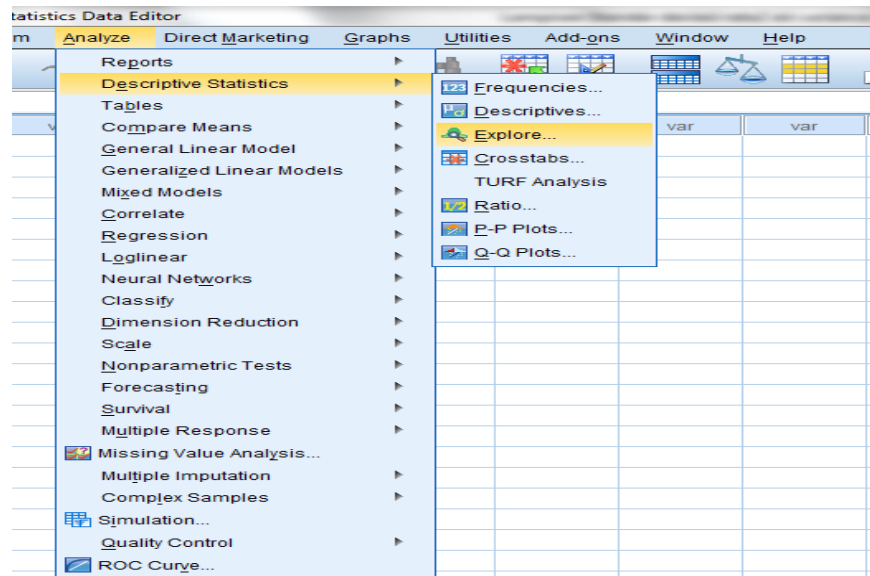 tatistics Data Editor
m Analyze Direct Marketing Graphs Utilities Add-ons Window Help
Reports
Descriptive Statistics
Tables
Compare Means
General Linear Model
Generalized Linear Models
Mixed Models
Correlate
Regression
Loglinear
Neural Networks
Classify
Dimension Reduction
Scale
Nonparametric Tests
Forecasting
Survival
Multiple Response
Missing Value Analysis...
Multiple Imputation
Complex Samples
Simulation...
Quality Control
ROC Curve...
123 Frequencies...
Descriptives...
Explore...
Crosstabs...
TURF Analysis
1/2 Ratio...
P-P Plots...
Q-Q Plots...
v var var